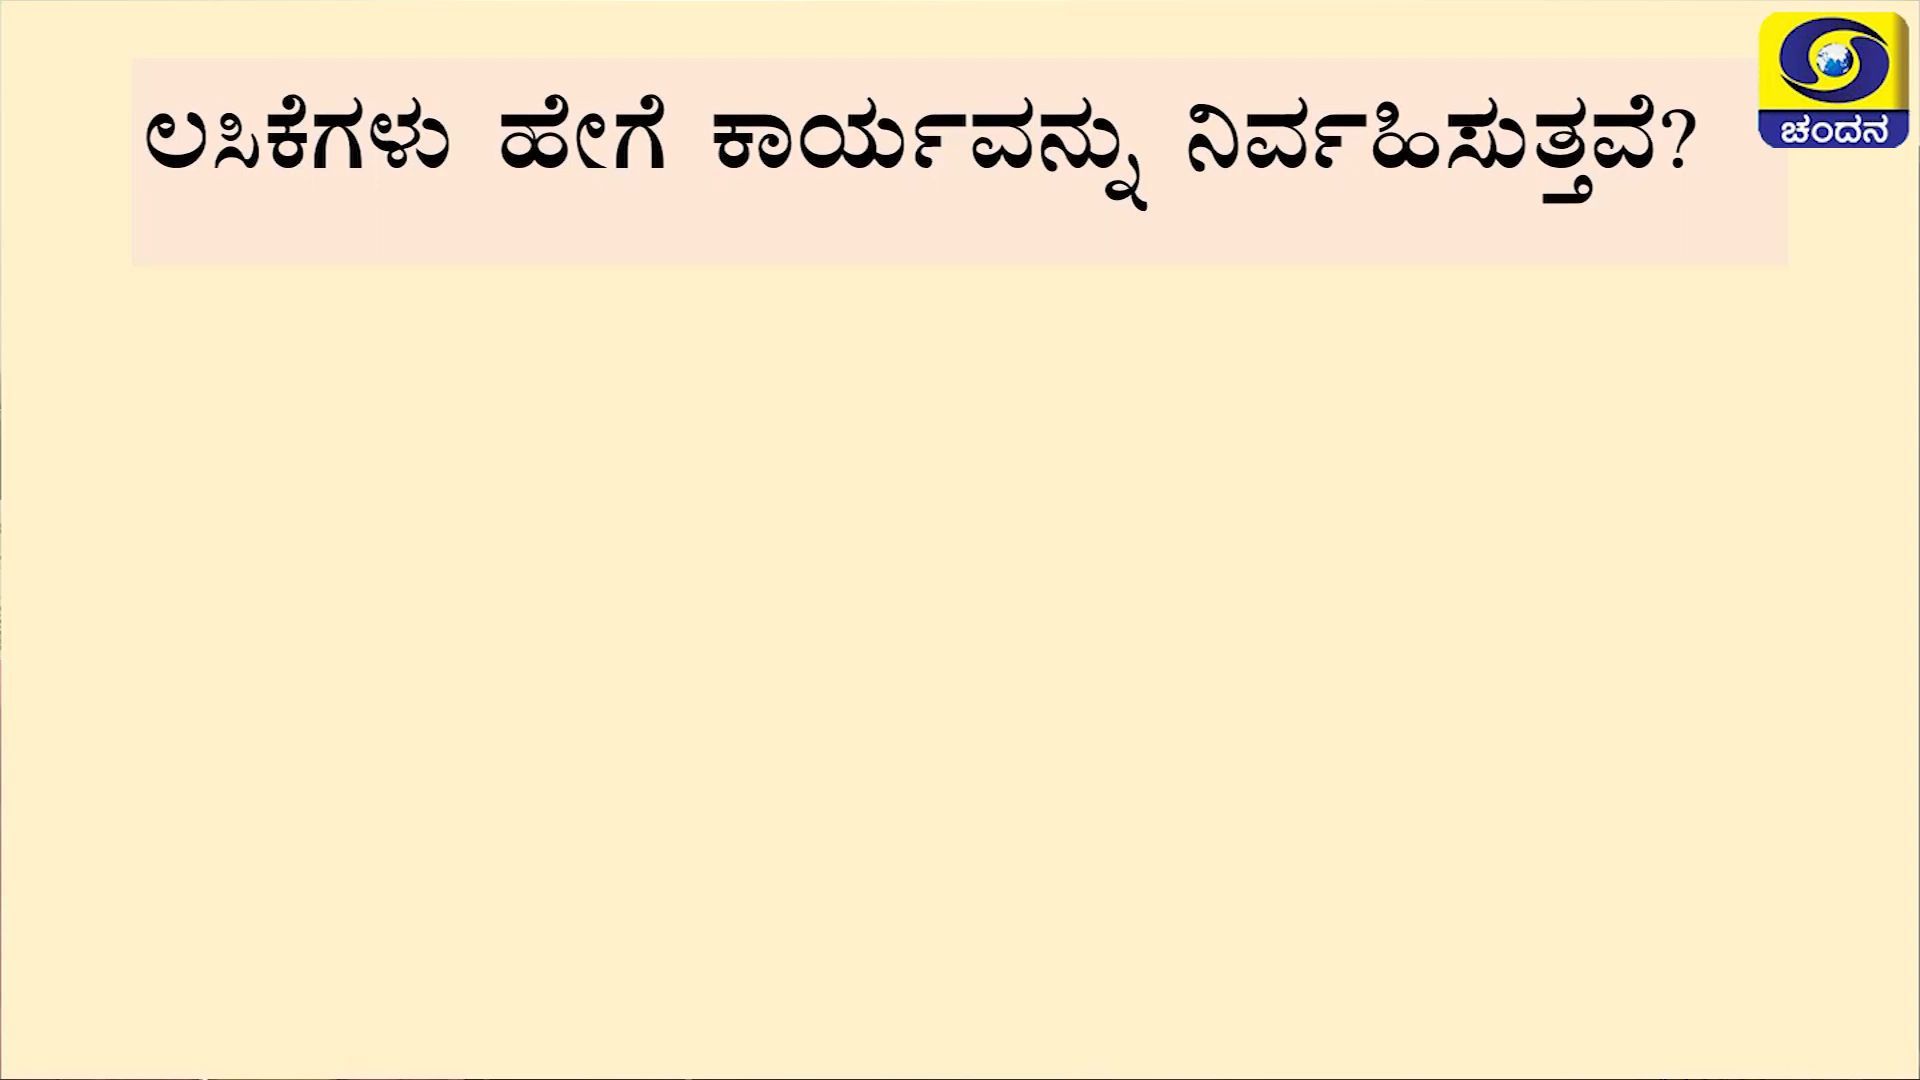 ಲಸಿಕೆಗಳು ಹೇಗೆ ಕಾರ್ಯವನ್ನು ನಿರ್ವಹಿಸುತ್ತವೆ?
ಚಂದನ